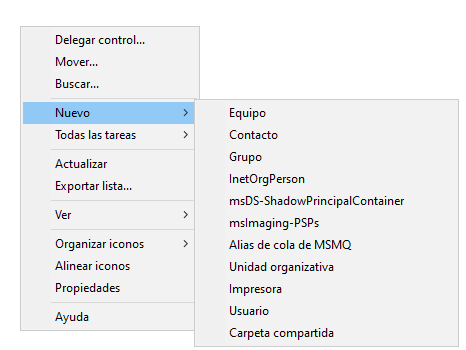 Delegar control...
Mover...
Buscar...
Nuevo
Todas las tareas
Actualizar
Exportar lista...
Ver
Organizar iconos
Alinear iconos
Propiedades
Ayuda
Equipo
Contacto
Grupo
InetOrgPerson
msDS-ShadowPrincipalContainer
msImaging-PSPs
Alias de cola de MSMQ
Unidad organizativa
Impresora
Usuario
Carpeta compartida